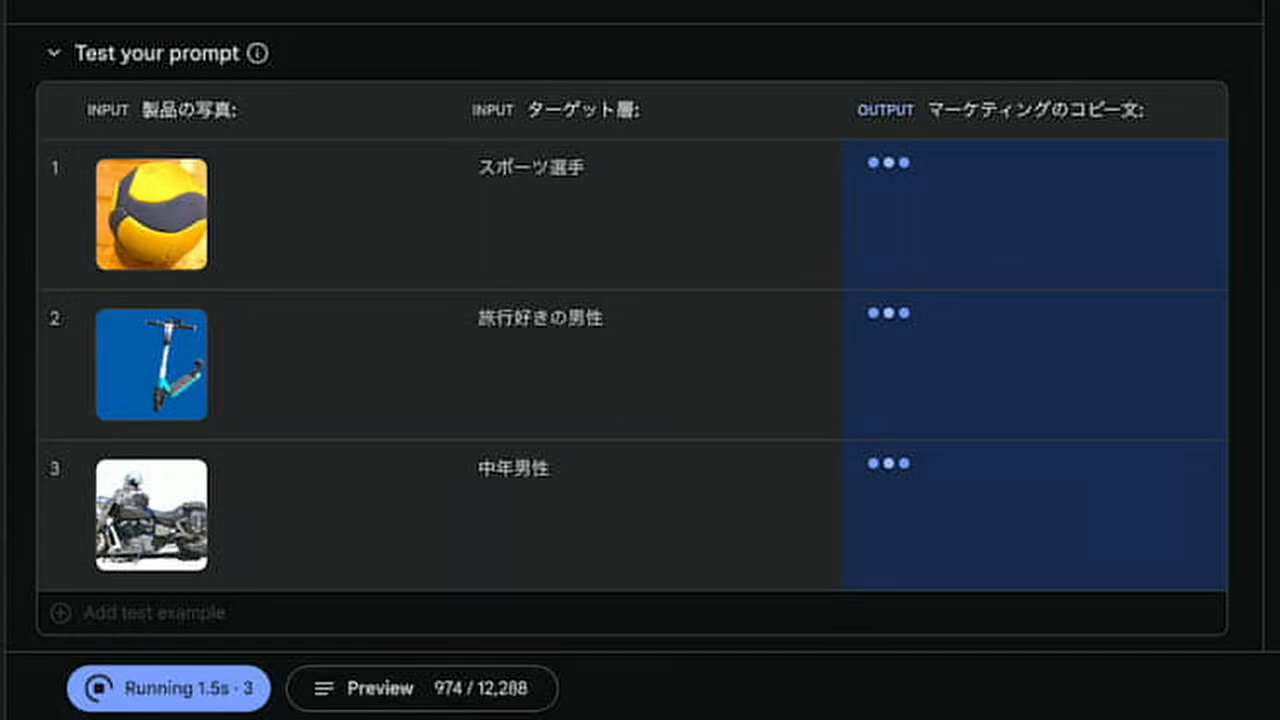 Test your prompt
INPUT 製品の写真: INPUT ターゲット層: OUTPUT マーケティングのコピー文:
1 スポーツ選手
2 旅行好きの男性
3 中年男性
Add test example
Running 1.5s · 3 Preview 974 / 12,288